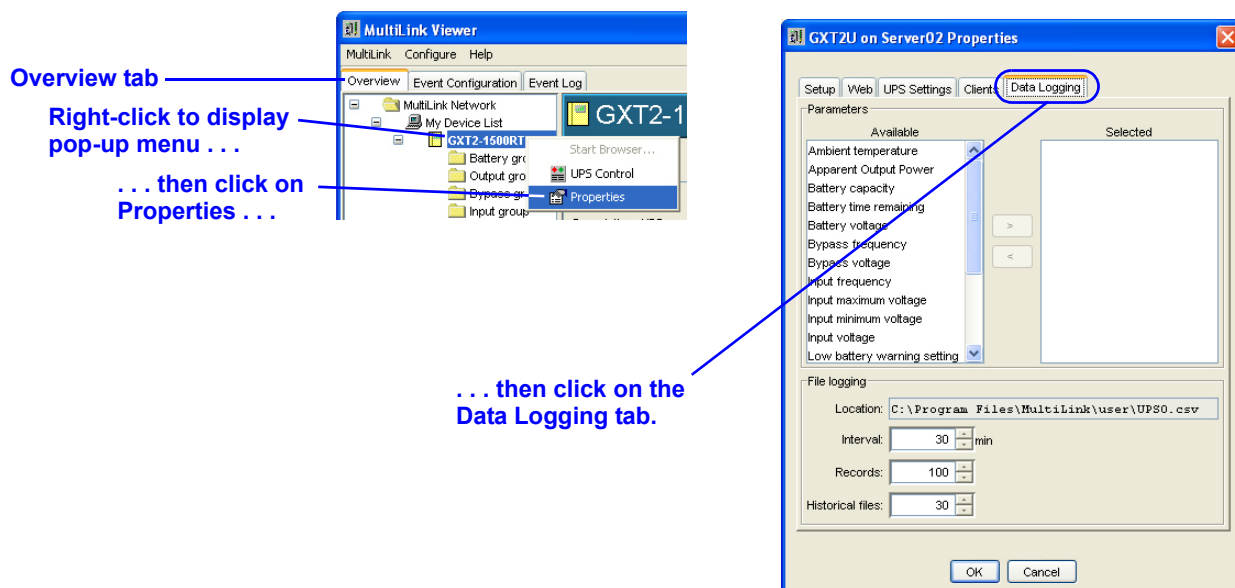 MultiLink Viewer
MultiLink Configure Help
Overview tab
Overview Event Configuration Event Log
MultiLink Network
My Device List
GXT2-1500RT
Battery gr
Output gro
Bypass gr
Input group
GXT2-1
Start Browser...
UPS Control
Properties
Right-click to display
pop-up menu . . .
. . . then click on
Properties . . .
GXT2U on Server02 Properties
Setup Web UPS Settings Clients Data Logging
Parameters
Available
Selected
Ambient temperature
Apparent Output Power
Battery capacity
Battery time remaining
Battery voltage
Bypass frequency
Bypass voltage
Input frequency
Input maximum voltage
Input minimum voltage
Input voltage
Low battery warning setting
>
<
. . . then click on the
Data Logging tab.
File logging
Location: C:\Program Files\MultiLink\user\UPS0.csv
Interval: 30 min
Records: 100
Historical files: 30
OK Cancel